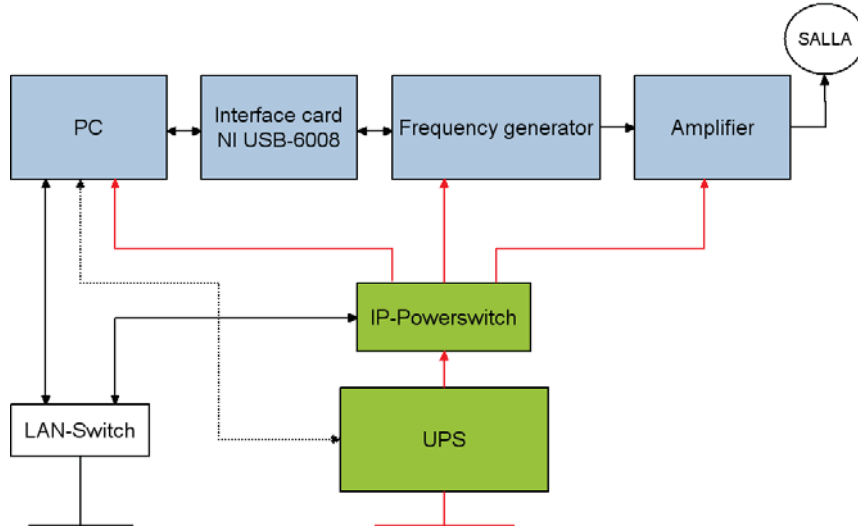 SALLA
PC
Interface card
NI USB-6008
Frequency generator
Amplifier
IP-Powerswitch
LAN-Switch
UPS